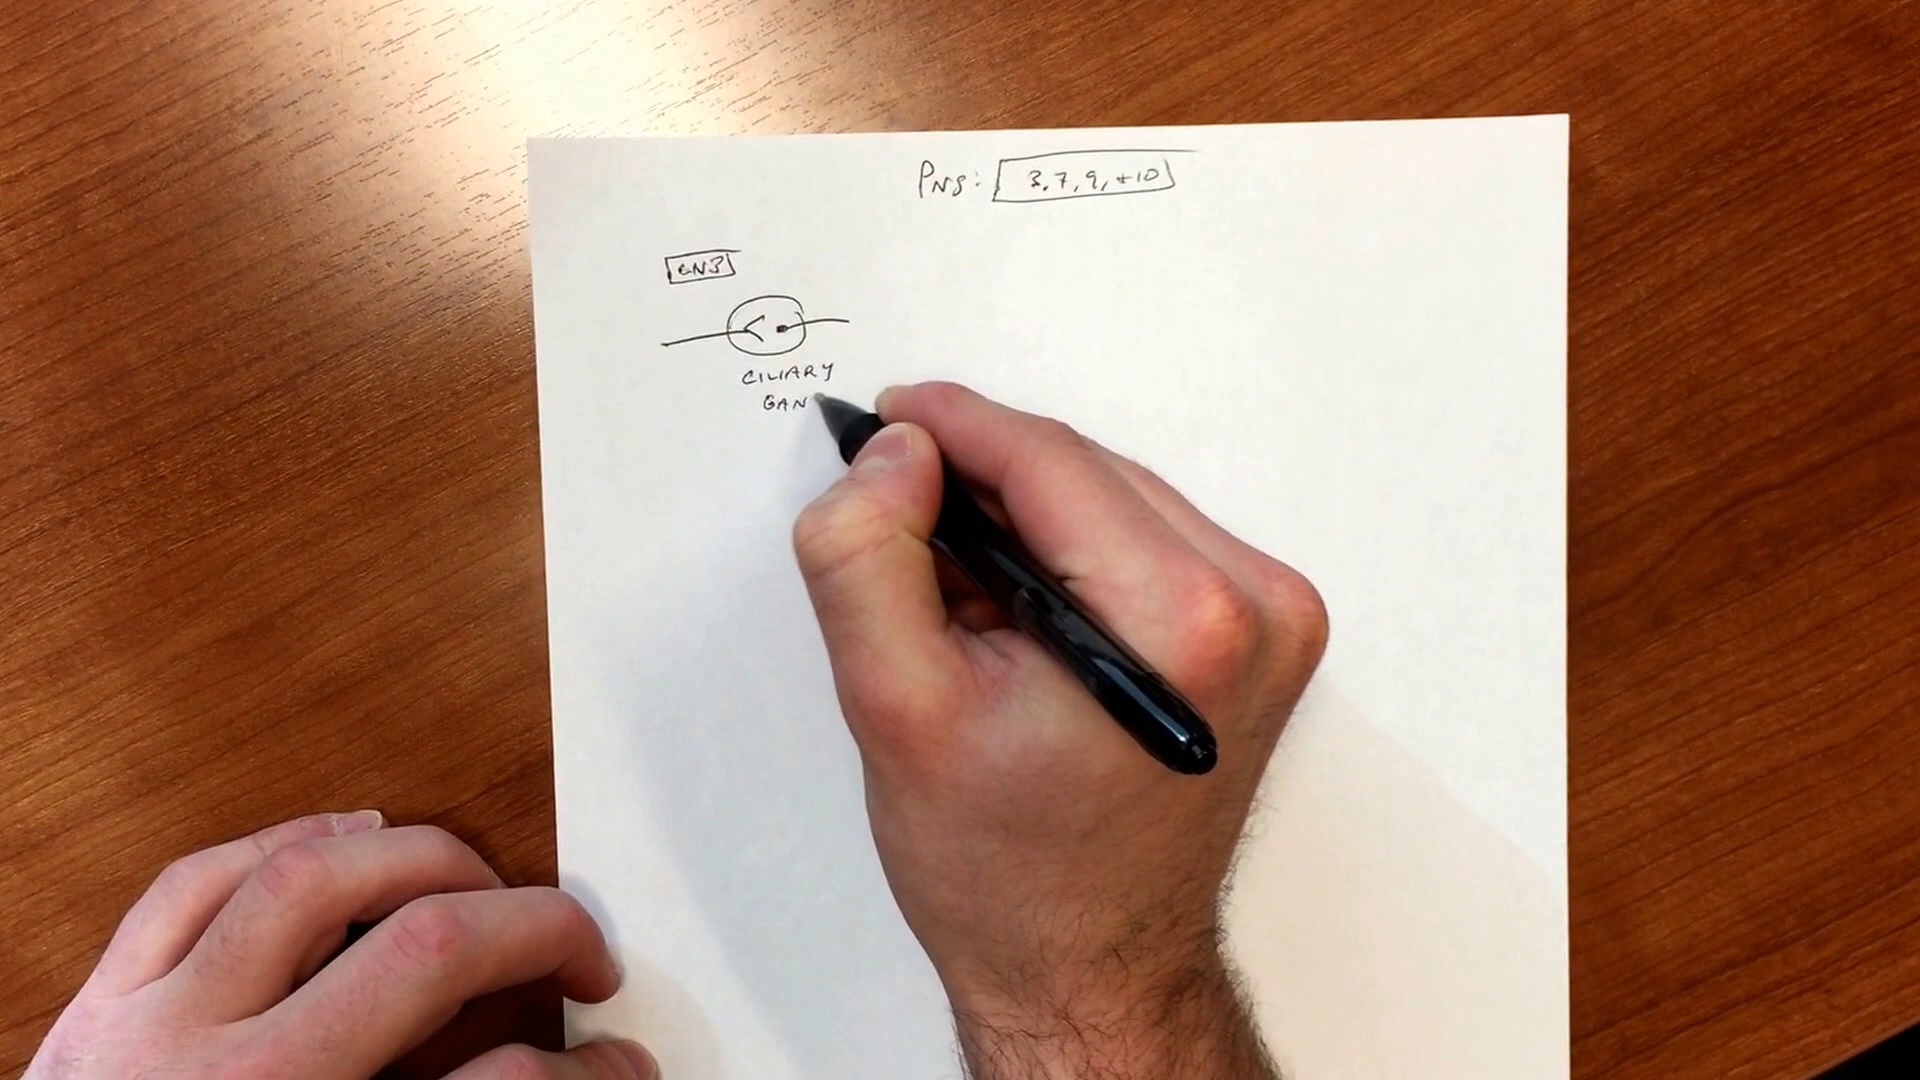 PNS: 3, 7, 9, +10
CN3
CILIARY
GAN